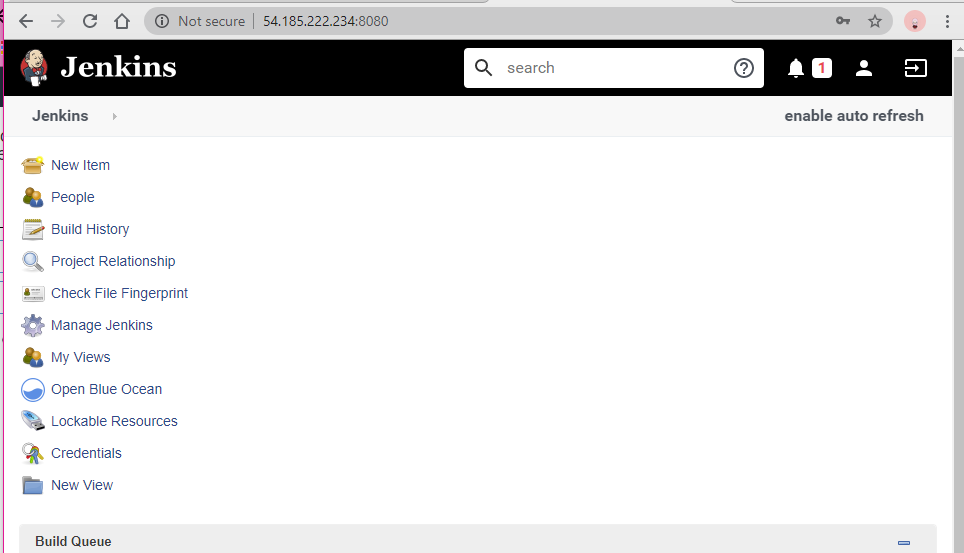 Not secure | 54.185.222.234:8080
Jenkins
search
1
Jenkins
enable auto refresh
New Item
People
Build History
Project Relationship
Check File Fingerprint
Manage Jenkins
My Views
Open Blue Ocean
Lockable Resources
Credentials
New View
Build Queue